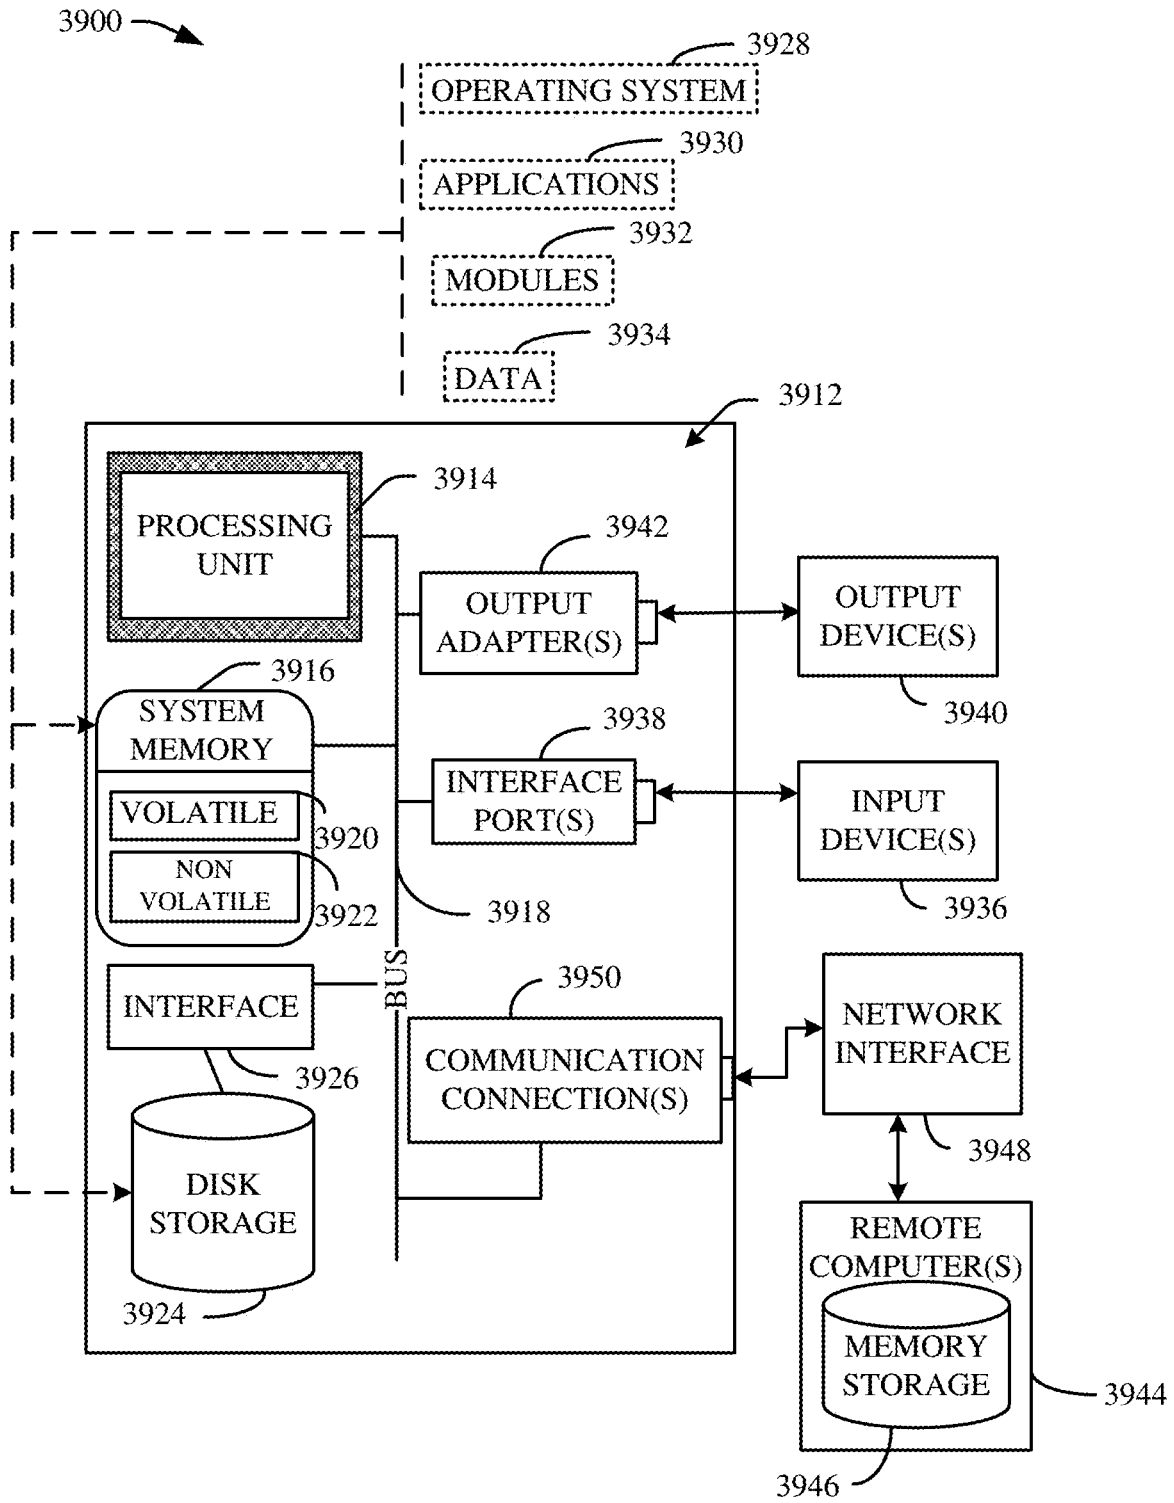 3900
3928
OPERATING SYSTEM
3930
APPLICATIONS
3932
MODULES
3934
DATA
3912
3914
PROCESSING
UNIT
3942
OUTPUT
ADAPTER(S)
OUTPUT
DEVICE(S)
3940
3916
SYSTEM
MEMORY
3938
INTERFACE
PORT(S)
INPUT
DEVICE(S)
3936
VOLATILE
3920
NON
VOLATILE
3922
3918
BUS
INTERFACE
3926
3950
COMMUNICATION
CONNECTION(S)
NETWORK
INTERFACE
3948
DISK
STORAGE
3924
REMOTE
COMPUTER(S)
MEMORY
STORAGE
3944
3946